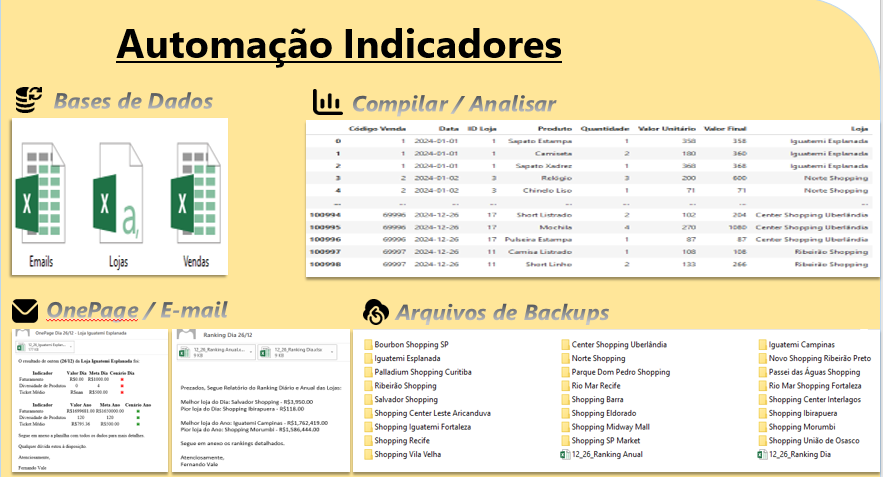 Automação Indicadores
Bases de Dados
Emails
Lojas
Vendas
Compilar / Analisar
Código Venda Data ID Loja Produto Quantidade Valor Unitário Valor Final Loja
0 1 2024-01-01 1 Sapato Estampa 1 358 358 Iguatemi Esplanada
1 1 2024-01-01 1 Camiseta 2 180 360 Iguatemi Esplanada
2 1 2024-01-01 1 Sapato Xadrez 1 368 368 Iguatemi Esplanada
3 2 2024-01-02 3 Relógio 3 200 600 Norte Shopping
4 2 2024-01-02 3 Chinelo Liso 1 71 71 Norte Shopping
... ... ... ... ... ... ... ... ...
100994 69996 2024-12-26 17 Short Listrado 2 102 204 Center Shopping Uberlândia
100995 69996 2024-12-26 17 Mochila 4 270 1080 Center Shopping Uberlândia
100996 69996 2024-12-26 17 Pulseira Estampa 1 87 87 Center Shopping Uberlândia
100997 69997 2024-12-26 11 Camisa Listrado 1 108 108 Ribeirão Shopping
100998 69997 2024-12-26 11 Short Linho 2 133 266 Ribeirão Shopping
OnePage / E-mail
OnePage Dia 26/12 - Loja Iguatemi Esplanada
12_26_Iguatemi Esplan...
O resultado de ontem (26/12) da Loja Iguatemi Esplanada foi:
Indicador Valor Dia Meta Dia Cenário Dia
Faturamento R$0.00 R$1000.00
Diversidade de Produtos 0 4
Ticket Médio R$nan R$500.00
Indicador Valor Ano Meta Ano Cenário Ano
Faturamento R$1650000.00
Diversidade de Produtos 120 120
Ticket Médio R$500.00
Segue em anexo a planilha com todos os dados para mais detalhes.
Qualquer dúvida estou à disposição
Atenciosamente,
Fernando Vale
Ranking Dia 26/12
12_26_Ranking Anual....
9 KB
12_26_Ranking Dia.xlsx
9 KB
Prezados, Segue Relatório do Ranking Diário e Anual das Lojas:
Melhor loja do Dia: Salvador Shopping - R$3,950.00
Pior loja do Dia: Shopping Ibirapuera - R$118.00
Melhor loja do Ano: Iguatemi Campinas - R$1,762,419.00
Pior loja do Ano: Shopping Morumbi - R$1,586,444.00
Segue em anexo os rankings detalhados.
Atenciosamente,
Fernando Vale
Arquivos de Backups
Bourbon Shopping SP
Iguatemi Esplanada
Palladium Shopping Curitiba
Ribeirão Shopping
Salvador Shopping
Shopping Center Leste Aricanduva
Shopping Iguatemi Fortaleza
Shopping Recife
Shopping Vila Velha
Center Shopping Uberlândia
Norte Shopping
Parque Dom Pedro Shopping
Rio Mar Recife
Shopping Barra
Shopping Eldorado
Shopping Midway Mall
Shopping SP Market
12_26_Ranking Anual
Iguatemi Campinas
Novo Shopping Ribeirão Preto
Passei das Águas Shopping
Rio Mar Shopping Fortaleza
Shopping Center Interlagos
Shopping Ibirapuera
Shopping Morumbi
Shopping União de Osasco
12_26_Ranking Dia